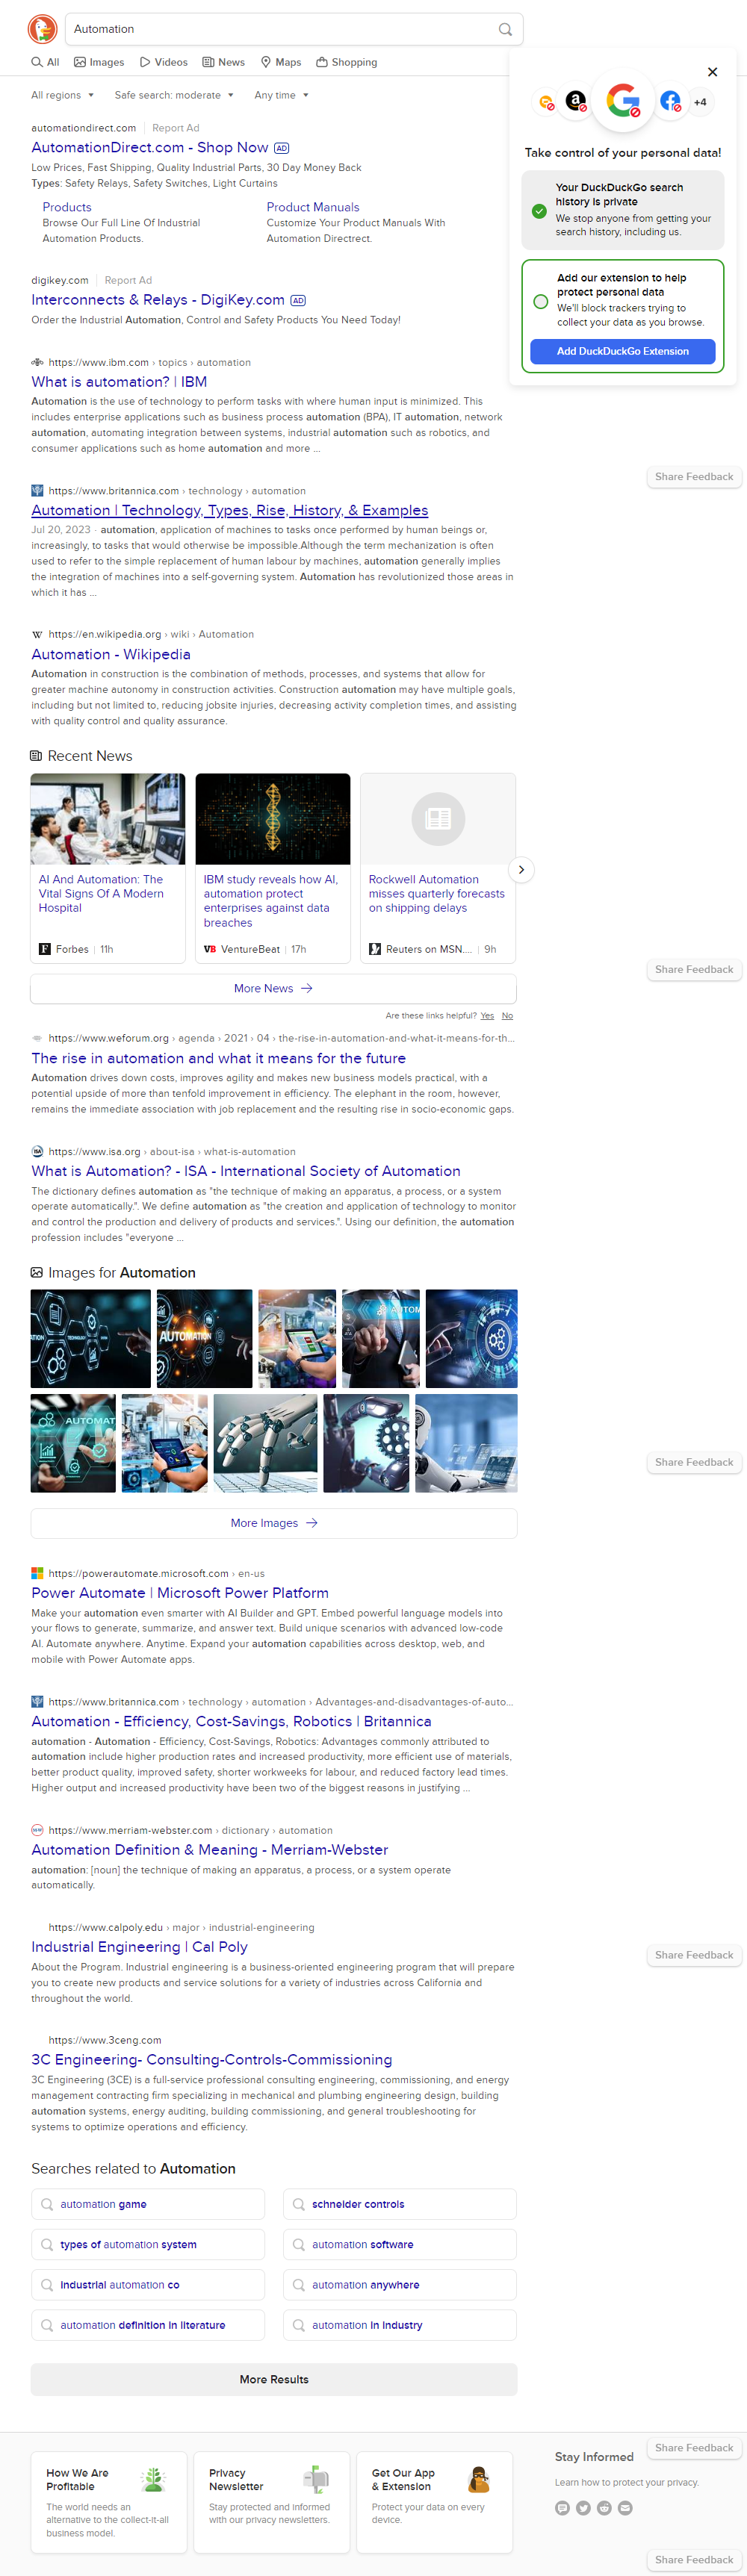 Automation
All
Images
Videos
News
Maps
Shopping
All regions
Safe search: moderate
Any time
+4
Take control of your personal data!
Your DuckDuckGo search
history is private
We stop anyone from getting your
search history, including us.
Add our extension to help
protect personal data
We'll block trackers trying to
collect your data as you browse.
Add DuckDuckGo Extension
automationdirect.com
Report Ad
AutomationDirect.com - Shop Now AD
Low Prices, Fast Shipping, Quality Industrial Parts, 30 Day Money Back
Types: Safety Relays, Safety Switches, Light Curtains
Products
Browse Our Full Line Of Industrial
Automation Products.
Product Manuals
Customize Your Product Manuals With
Automation Directrect.
digikey.com
Report Ad
Interconnects & Relays - DigiKey.com AD
Order the Industrial Automation, Control and Safety Products You Need Today!
https://www.ibm.com › topics › automation
What is automation? | IBM
Automation is the use of technology to perform tasks with where human input is minimized. This
includes enterprise applications such as business process automation (BPA), IT automation, network
automation, automating integration between systems, industrial automation such as robotics, and
consumer applications such as home automation and more ...
Share Feedback
https://www.britannica.com › technology › automation
Automation | Technology, Types, Rise, History, & Examples
Jul 20, 2023 · automation, application of machines to tasks once performed by human beings or,
increasingly, to tasks that would otherwise be impossible.Although the term mechanization is often
used to refer to the simple replacement of human labour by machines, automation generally implies
the integration of machines into a self-governing system. Automation has revolutionized those areas in
which it has ...
W https://en.wikipedia.org › wiki › Automation
Automation - Wikipedia
Automation in construction is the combination of methods, processes, and systems that allow for
greater machine autonomy in construction activities. Construction automation may have multiple goals,
including but not limited to, reducing jobsite injuries, decreasing activity completion times, and assisting
with quality control and quality assurance.
Recent News
AI And Automation: The
Vital Signs Of A Modern
Hospital
F Forbes | 11h
IBM study reveals how AI,
automation protect
enterprises against data
breaches
VB VentureBeat | 17h
Rockwell Automation
misses quarterly forecasts
on shipping delays
Reuters on MSN.... | 9h
More News
Share Feedback
Are these links helpful? Yes No
https://www.weforum.org › agenda › 2021 › 04 › the-rise-in-automation-and-what-it-means-for-th...
The rise in automation and what it means for the future
Automation drives down costs, improves agility and makes new business models practical, with a
potential upside of more than tenfold improvement in efficiency. The elephant in the room, however,
remains the immediate association with job replacement and the resulting rise in socio-economic gaps.
https://www.isa.org › about-isa › what-is-automation
What is Automation? - ISA - International Society of Automation
The dictionary defines automation as "the technique of making an apparatus, a process, or a system
operate automatically.". We define automation as "the creation and application of technology to monitor
and control the production and delivery of products and services.". Using our definition, the automation
profession includes "everyone ...
Images for Automation
TECHNOLOGY
AUTOMATION
AUTOM
AUTOMAT
Share Feedback
More Images
https://powerautomate.microsoft.com › en-us
Power Automate | Microsoft Power Platform
Make your automation even smarter with AI Builder and GPT. Embed powerful language models into
your flows to generate, summarize, and answer text. Build unique scenarios with advanced low-code
AI. Automate anywhere. Anytime. Expand your automation capabilities across desktop, web, and
mobile with Power Automate apps.
https://www.britannica.com › technology › automation › Advantages-and-disadvantages-of-auto...
Automation - Efficiency, Cost-Savings, Robotics | Britannica
automation - Automation - Efficiency, Cost-Savings, Robotics: Advantages commonly attributed to
automation include higher production rates and increased productivity, more efficient use of materials,
better product quality, improved safety, shorter workweeks for labour, and reduced factory lead times.
Higher output and increased productivity have been two of the biggest reasons in justifying ...
https://www.merriam-webster.com › dictionary › automation
Automation Definition & Meaning - Merriam-Webster
automation: [noun] the technique of making an apparatus, a process, or a system operate
automatically.
https://www.calpoly.edu › major › industrial-engineering
Industrial Engineering | Cal Poly
Share Feedback
About the Program. Industrial engineering is a business-oriented engineering program that will prepare
you to create new products and service solutions for a variety of industries across California and
throughout the world.
https://www.3ceng.com
3C Engineering- Consulting-Controls-Commissioning
3C Engineering (3CE) is a full-service professional consulting engineering, commissioning, and energy
management contracting firm specializing in mechanical and plumbing engineering design, building
automation systems, energy auditing, building commissioning, and general troubleshooting for
systems to optimize operations and efficiency.
Searches related to Automation
automation game
schneider controls
types of automation system
automation software
industrial automation co
automation anywhere
automation definition in literature
automation in industry
More Results
How We Are
Profitable
The world needs an
alternative to the collect-it-all
business model.
Privacy
Newsletter
Stay protected and informed
with our privacy newsletters.
Get Our App
& Extension
Protect your data on every
device.
Stay Informed
Share Feedback
Learn how to protect your privacy.
Share Feedback